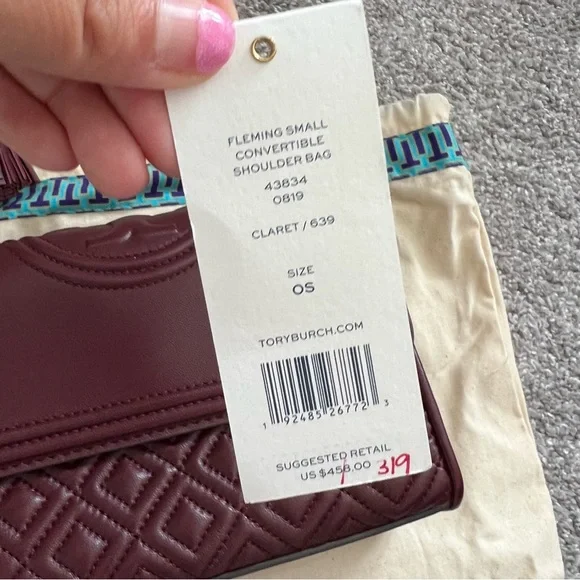 FLEMING SMALL
CONVERTIBLE
SHOULDER BAG
43834
0819
CLARET / 639
SIZE
OS
TORYBURCH.COM
1 92485 26772 3
SUGGESTED RETAIL
US $458.00 319